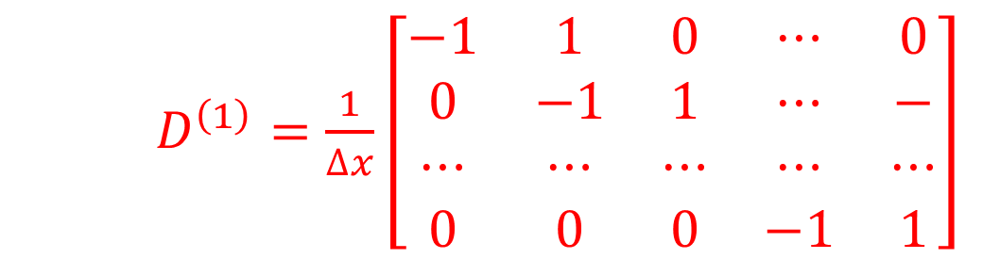 −1 1 0 ⋯ 0
0 −1 1 ⋯ −
D⁽¹⁾ = 1/Δx
⋯ ⋯ ⋯ ⋯ ⋯
0 0 0 −1 1